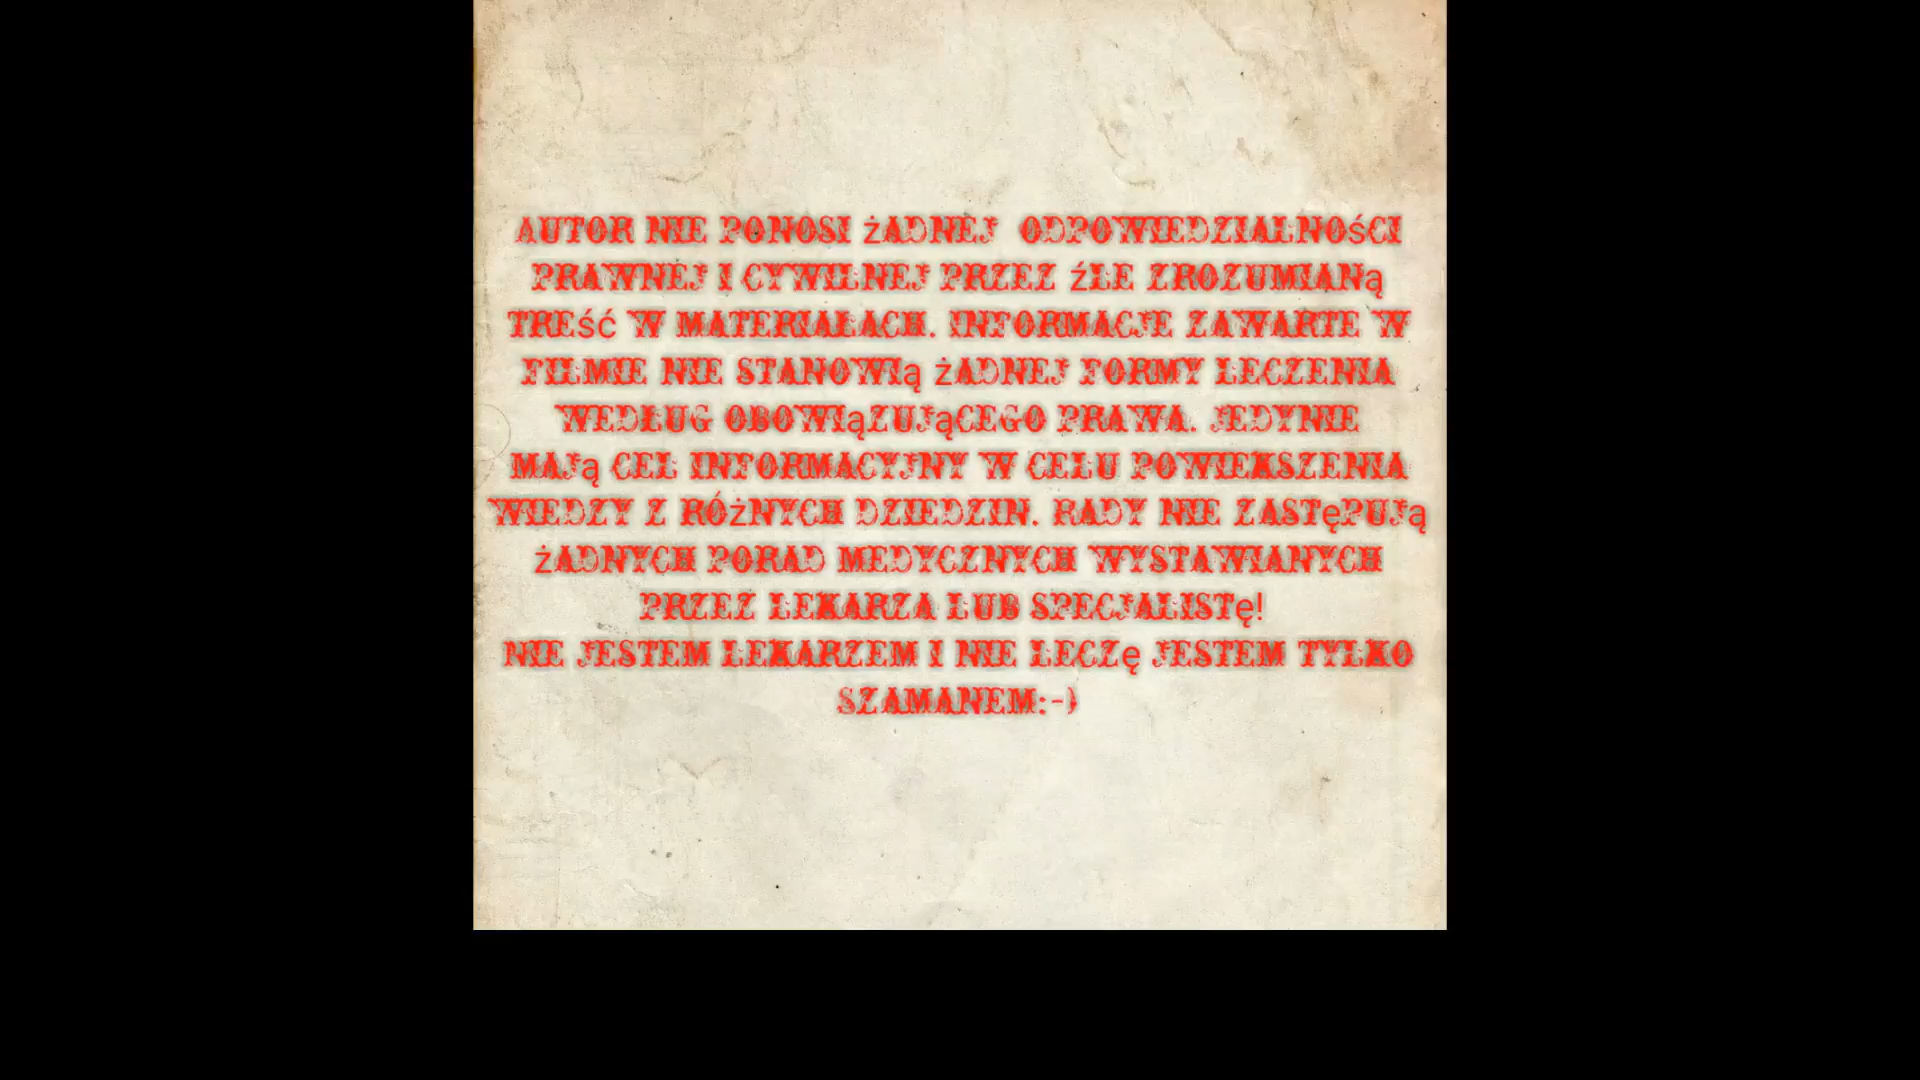 AUTOR NIE PONOSI ŻADNEJ ODPOWIEDZIALNOŚCI
PRAWNEJ I CYWILNEJ PRZEZ ŹLE ZROZUMIANą
TREŚĆ W MATERIAŁACH. INFORMACJE ZAWARTE W
FILMIE NIE STANOWIą ŻADNEJ FORMY LECZENIA
WEDŁUG OBOWIąZUJąCEGO PRAWA. JEDYNIE
MAJą CEL INFORMACYJNY W CELU POWIEKSZENIA
WIEDZY Z RÓŻNYCH DZIEDZIN. RADY NIE ZASTęPUJą
ŻADNYCH PORAD MEDYCZNYCH WYSTAWIANYCH
PRZEZ LEKARZA LUB SPECJALISTę!
NIE JESTEM LEKARZEM I NIE LECZę JESTEM TYLKO
SZAMANEM:-)